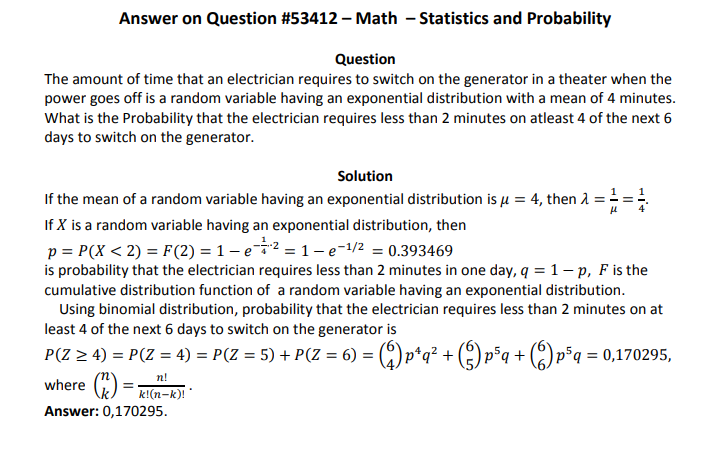 Answer on Question #53412 – Math – Statistics and Probability
Question
The amount of time that an electrician requires to switch on the generator in a theater when the
power goes off is a random variable having an exponential distribution with a mean of 4 minutes.
What is the Probability that the electrician requires less than 2 minutes on atleast 4 of the next 6
days to switch on the generator.
Solution
If the mean of a random variable having an exponential distribution is μ = 4, then λ = 1/μ = 1/4.
If X is a random variable having an exponential distribution, then
p = P(X < 2) = F(2) = 1 − e^{−1/4·2} = 1 − e^{−1/2} = 0.393469
is probability that the electrician requires less than 2 minutes in one day, q = 1 − p, F is the
cumulative distribution function of a random variable having an exponential distribution.
Using binomial distribution, probability that the electrician requires less than 2 minutes on at
least 4 of the next 6 days to switch on the generator is
P(Z ≥ 4) = P(Z = 4) = P(Z = 5) + P(Z = 6) = (6 4) p⁴q² + (6 5) p⁵q + (6 6) p⁵q = 0,170295,
where (n k) = n!/k!(n−k)! .
Answer: 0,170295.